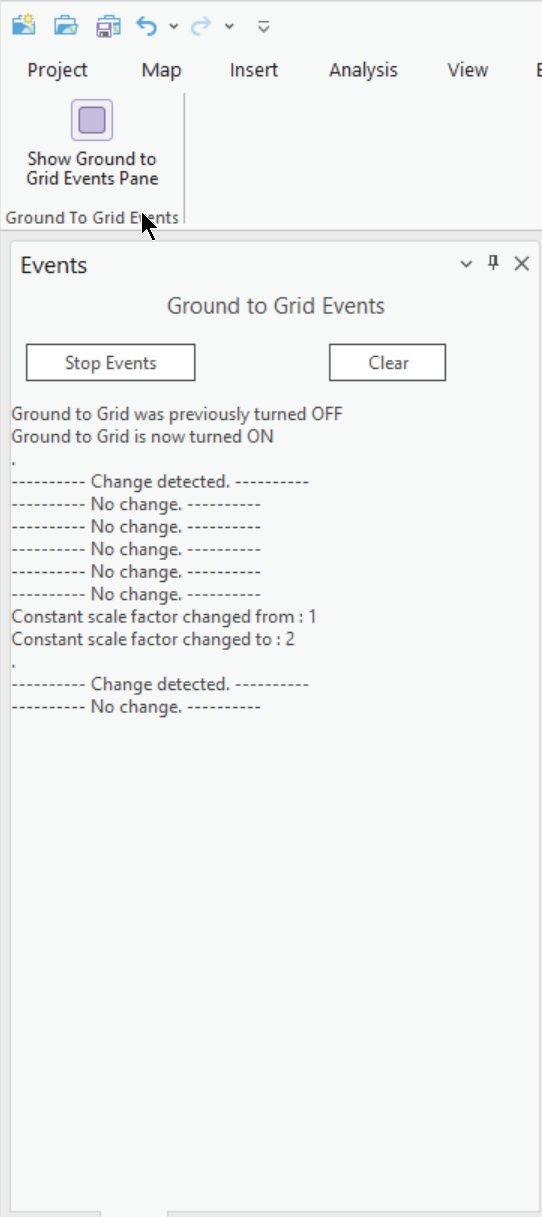 Project Map Insert Analysis View
Show Ground to
Grid Events Pane
Ground To Grid Events
Events
Ground to Grid Events
Stop Events Clear
Ground to Grid was previously turned OFF
Ground to Grid is now turned ON
.
---------- Change detected. ----------
---------- No change. ----------
---------- No change. ----------
---------- No change. ----------
---------- No change. ----------
---------- No change. ----------
Constant scale factor changed from : 1
Constant scale factor changed to : 2
.
---------- Change detected. ----------
---------- No change. ----------